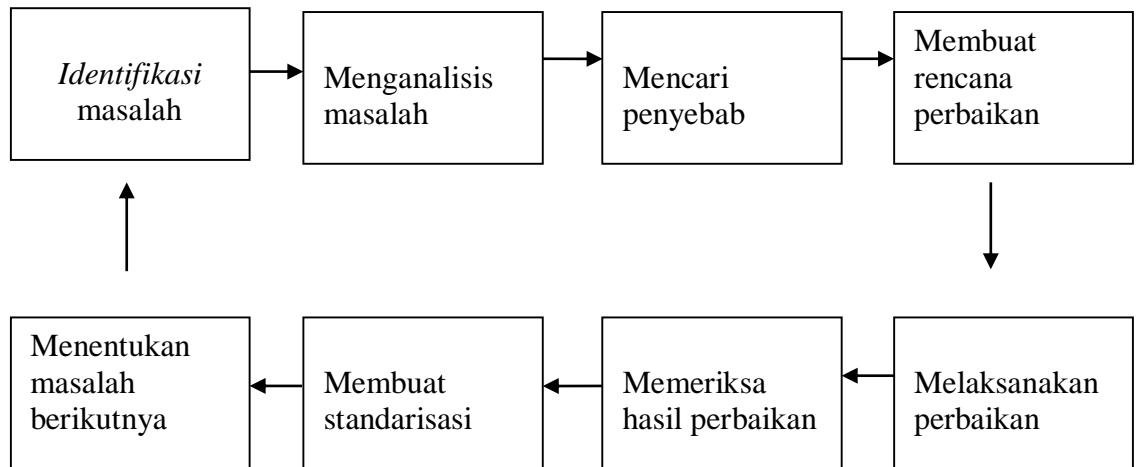 Identifikasi
masalah
Menganalisis
masalah
Mencari
penyebab
Membuat
rencana
perbaikan
Menentukan
masalah
berikutnya
Membuat
standarisasi
Memeriksa
hasil perbaikan
Melaksanakan
perbaikan